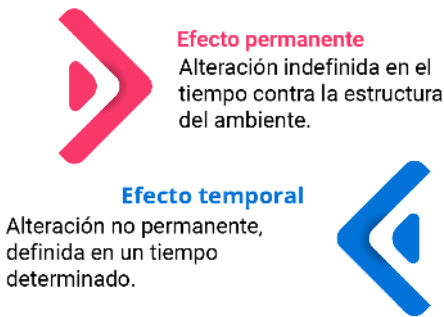 Efecto permanente
Alteración indefinida en el
tiempo contra la estructura
del ambiente.
Efecto temporal
Alteración no permanente,
definida en un tiempo
determinado.